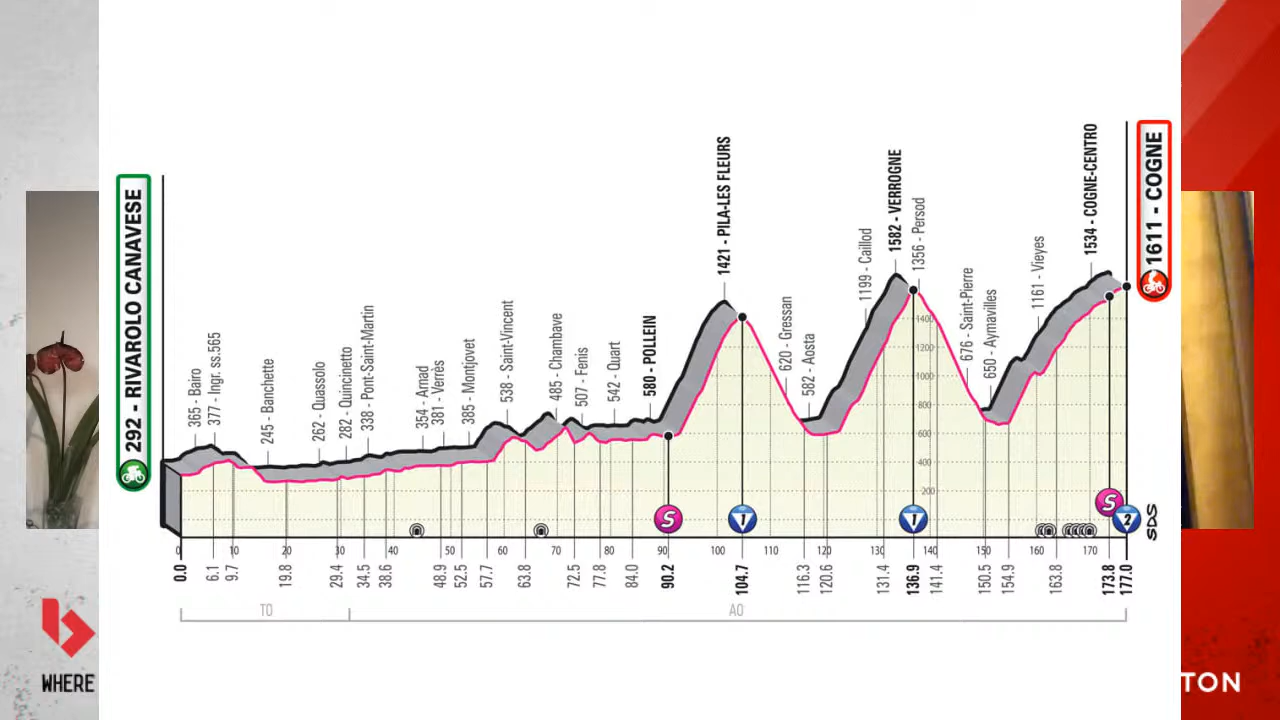 292 - RIVAROLO CANAVESE
365 - Bairo
377 - Ingr. ss.565
245 - Banchette
262 - Quassolo
282 - Quincinetto
338 - Pont-Saint-Martin
354 - Arnad
381 - Verrès
385 - Montjovet
538 - Saint-Vincent
485 - Chambave
507 - Fenis
542 - Quart
580 - POLLEIN
1421 - PILA-LES FLEURS
620 - Gressan
582 - Aosta
1199 - Caillod
1582 - VERROGNE
1356 - Persod
676 - Saint-Pierre
650 - Aymavilles
1161 - Vieyes
1534 - COGNE-CENTRO
1611 - COGNE
1400
1200
1000
800
600
400
200
S 1 1 S 2
SDS
0 10 20 30 40 50 60 70 80 90 100 110 120 130 140 150 160 170
0.0 6.1 9.7 19.8 29.4 34.5 38.6 48.9 52.5 57.7 63.8 72.5 77.8 84.0 90.2 104.7 116.3 120.6 131.4 136.9 141.4 150.5 154.9 163.8 173.8 177.0
TO AO
WHERE
TON